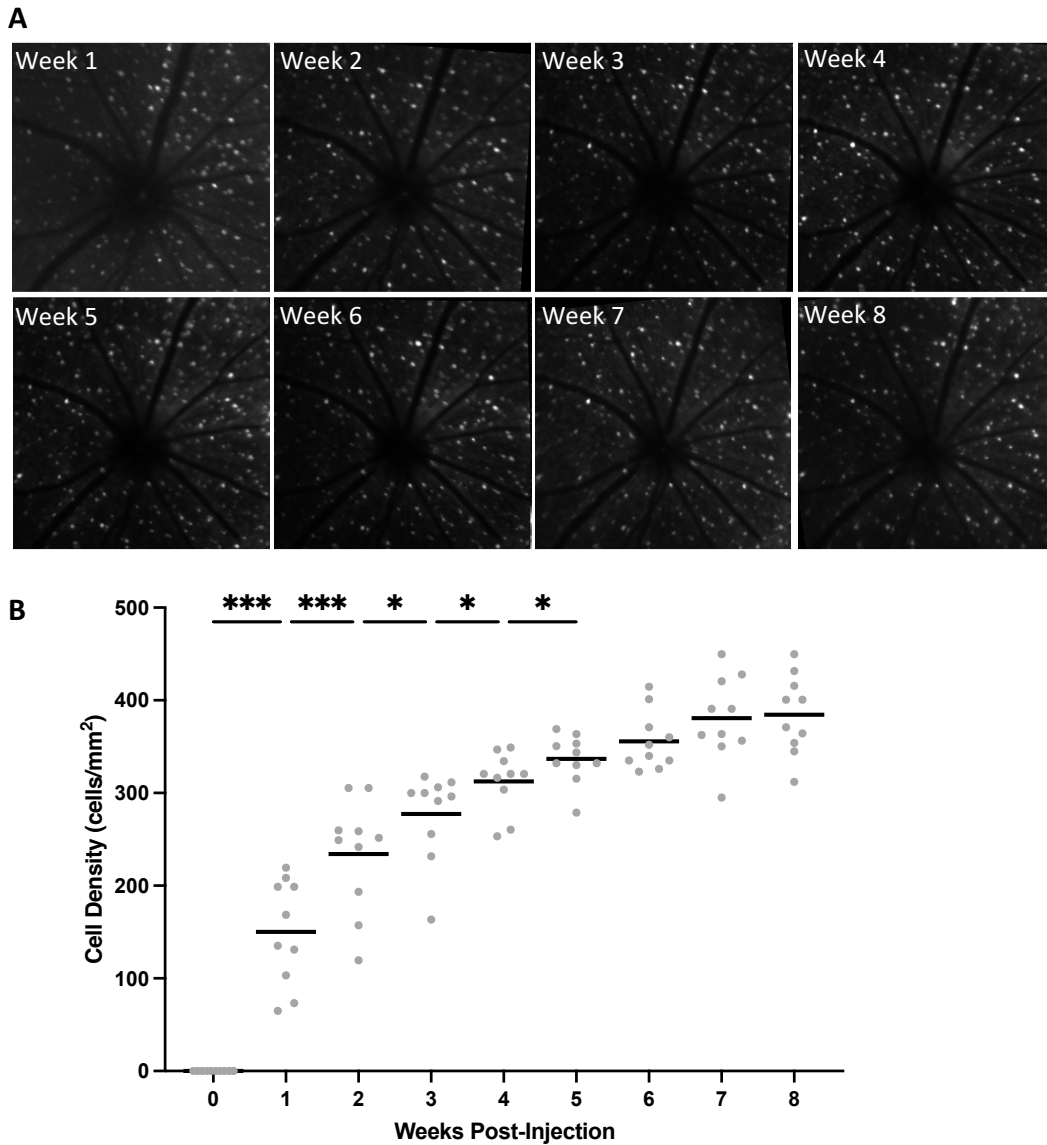 A
Week 1 Week 2 Week 3 Week 4
Week 5 Week 6 Week 7 Week 8
B
*** *** * * *
500
400
300
200
100
0
Cell Density (cells/mm²)
0 1 2 3 4 5 6 7 8
Weeks Post-Injection